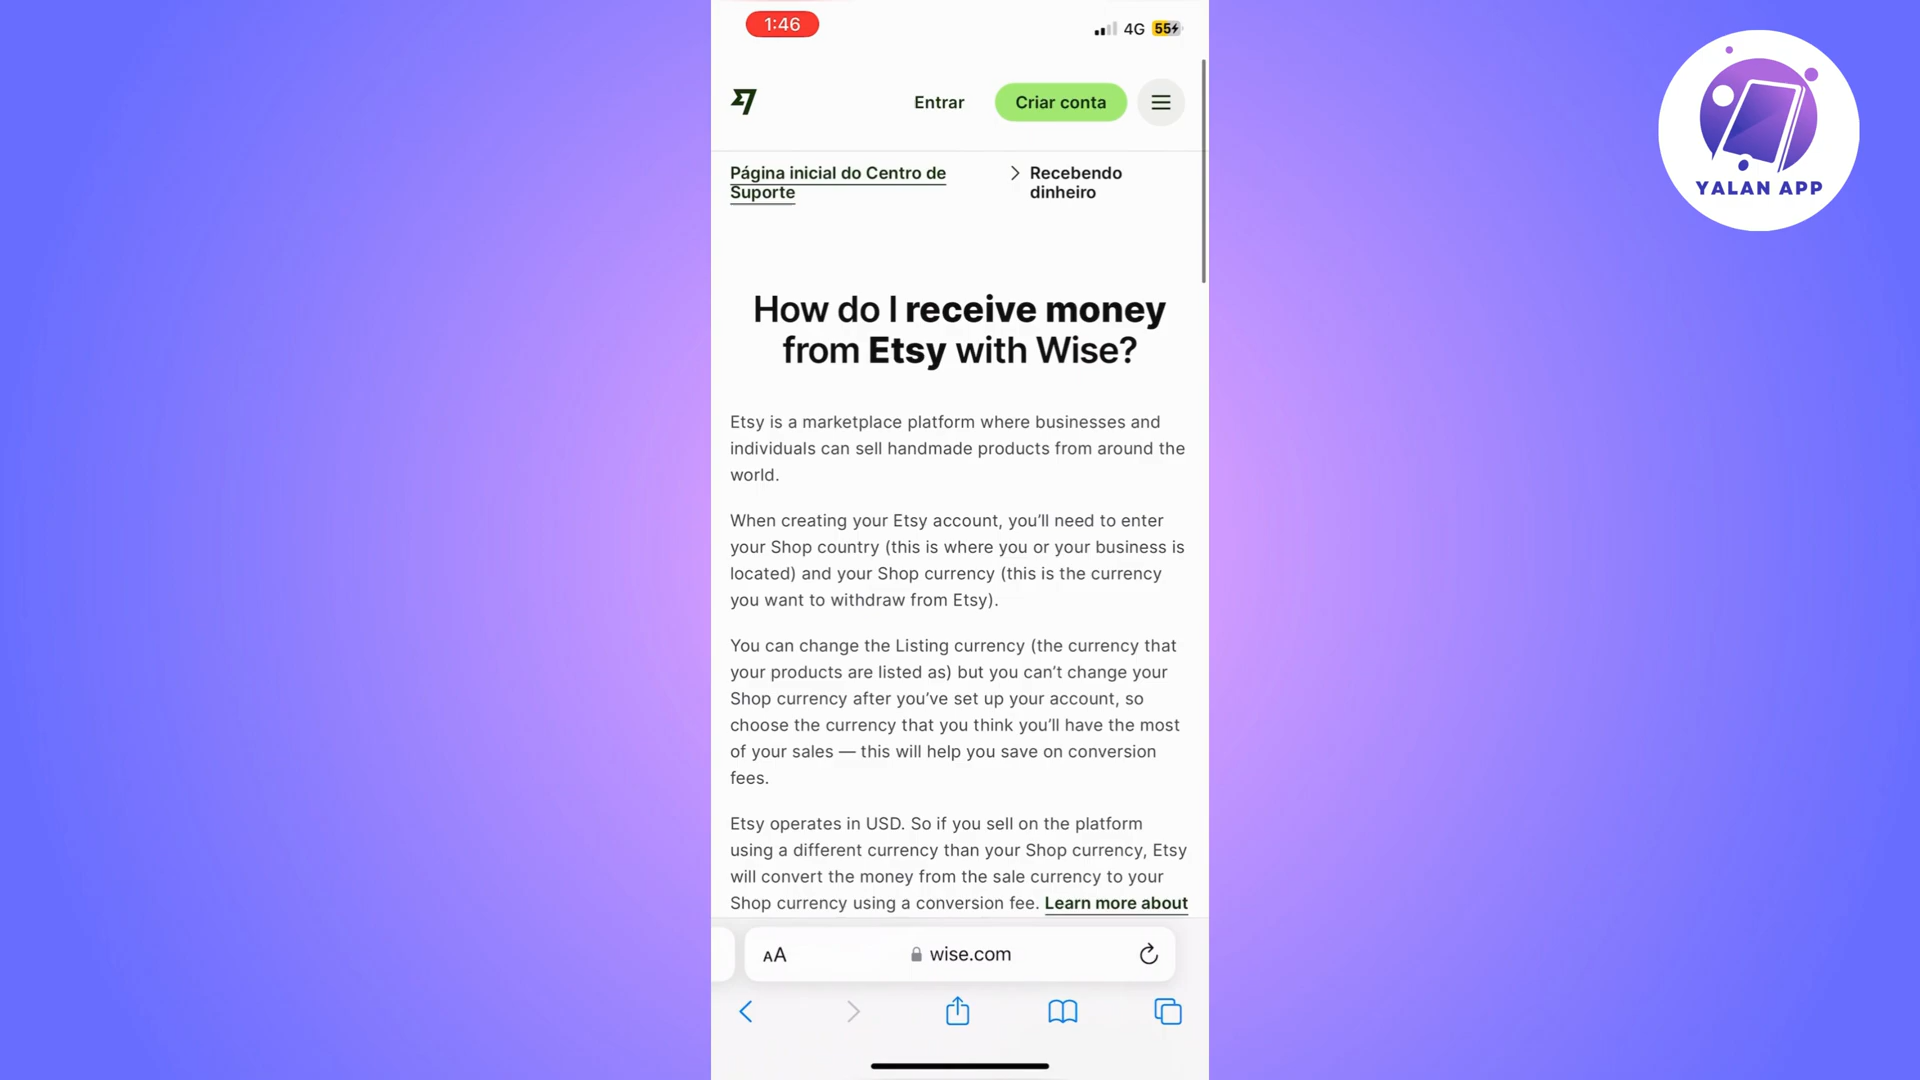 1:46
4G
55
YALAN APP
Entrar
Criar conta
Página inicial do Centro de
Suporte
Recebendo
dinheiro
How do I receive money
from Etsy with Wise?
Etsy is a marketplace platform where businesses and
individuals can sell handmade products from around the
world.
When creating your Etsy account, you’ll need to enter
your Shop country (this is where you or your business is
located) and your Shop currency (this is the currency
you want to withdraw from Etsy).
You can change the Listing currency (the currency that
your products are listed as) but you can’t change your
Shop currency after you’ve set up your account, so
choose the currency that you think you’ll have the most
of your sales — this will help you save on conversion
fees.
Etsy operates in USD. So if you sell on the platform
using a different currency than your Shop currency, Etsy
will convert the money from the sale currency to your
Shop currency using a conversion fee. Learn more about
AA
wise.com